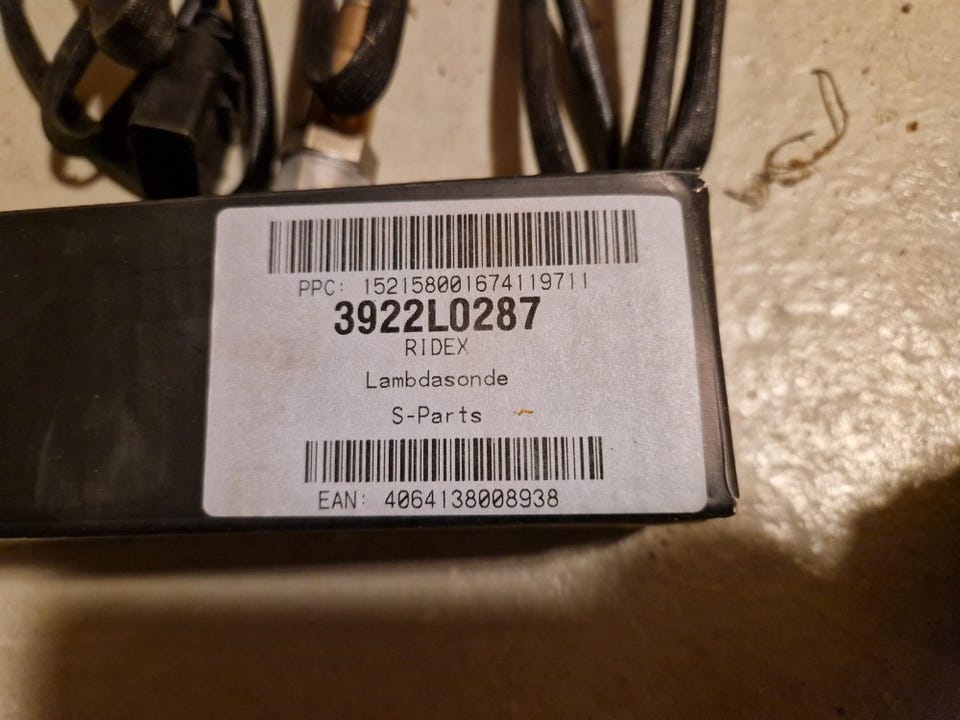 PPC: 152158001674119711
3922L0287
RIDEX
Lambdasonde
S-Parts
EAN: 4064138008938